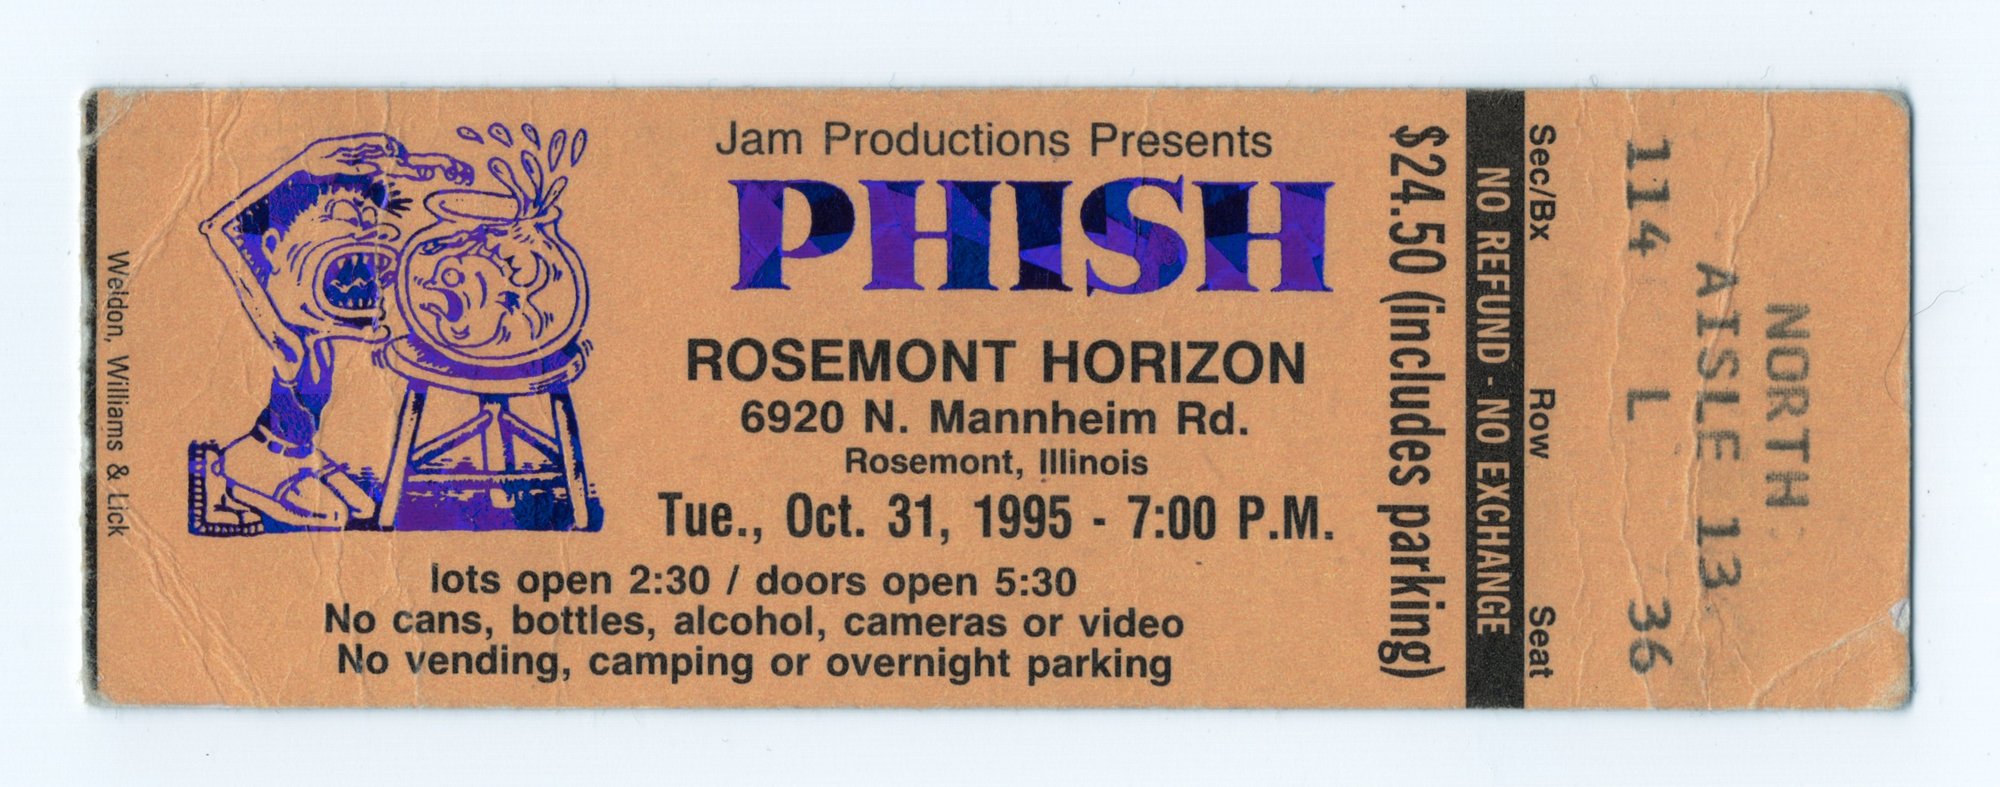 Weldon, Williams & Lick
Jam Productions Presents
PHISH
ROSEMONT HORIZON
6920 N. Mannheim Rd.
Rosemont, Illinois
Tue., Oct. 31, 1995 - 7:00 P.M.
lots open 2:30 / doors open 5:30
No cans, bottles, alcohol, cameras or video
No vending, camping or overnight parking
$24.50 (includes parking)
NO REFUND - NO EXCHANGE
Sec/Bx Row Seat
114 L 36
AISLE 13
NORTH